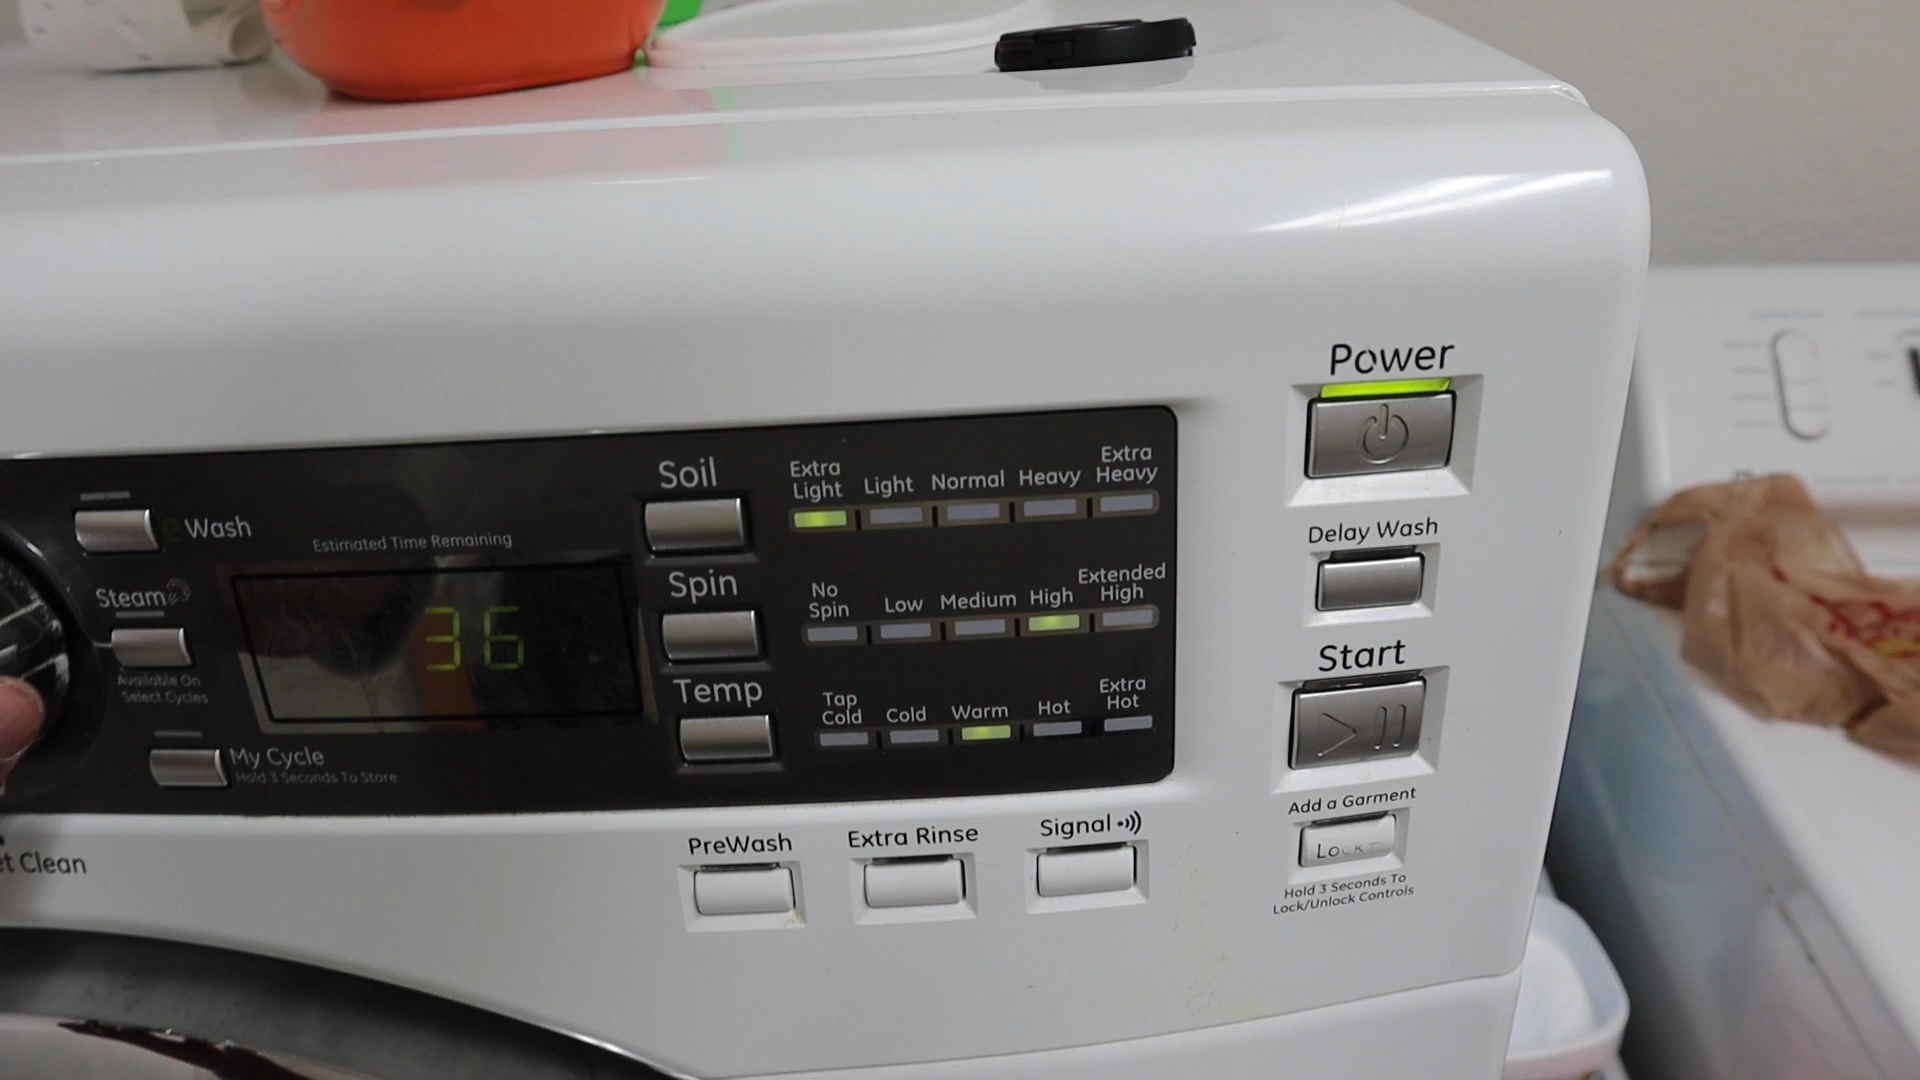 Power
Extra
Light
Light
Normal
Heavy
Extra
Heavy
Soil
e Wash
Estimated Time Remaining
Delay Wash
Steam
Spin
No
Spin
Low
Medium
High
Extended
High
36
Available On
Select Cycles
Start
Temp
Tap
Cold
Cold
Warm
Hot
Extra
Hot
My Cycle
Hold 3 Seconds To Store
Add a Garment
Lock
Hold 3 Seconds To
Lock/Unlock Controls
PreWash
Extra Rinse
Signal
et Clean